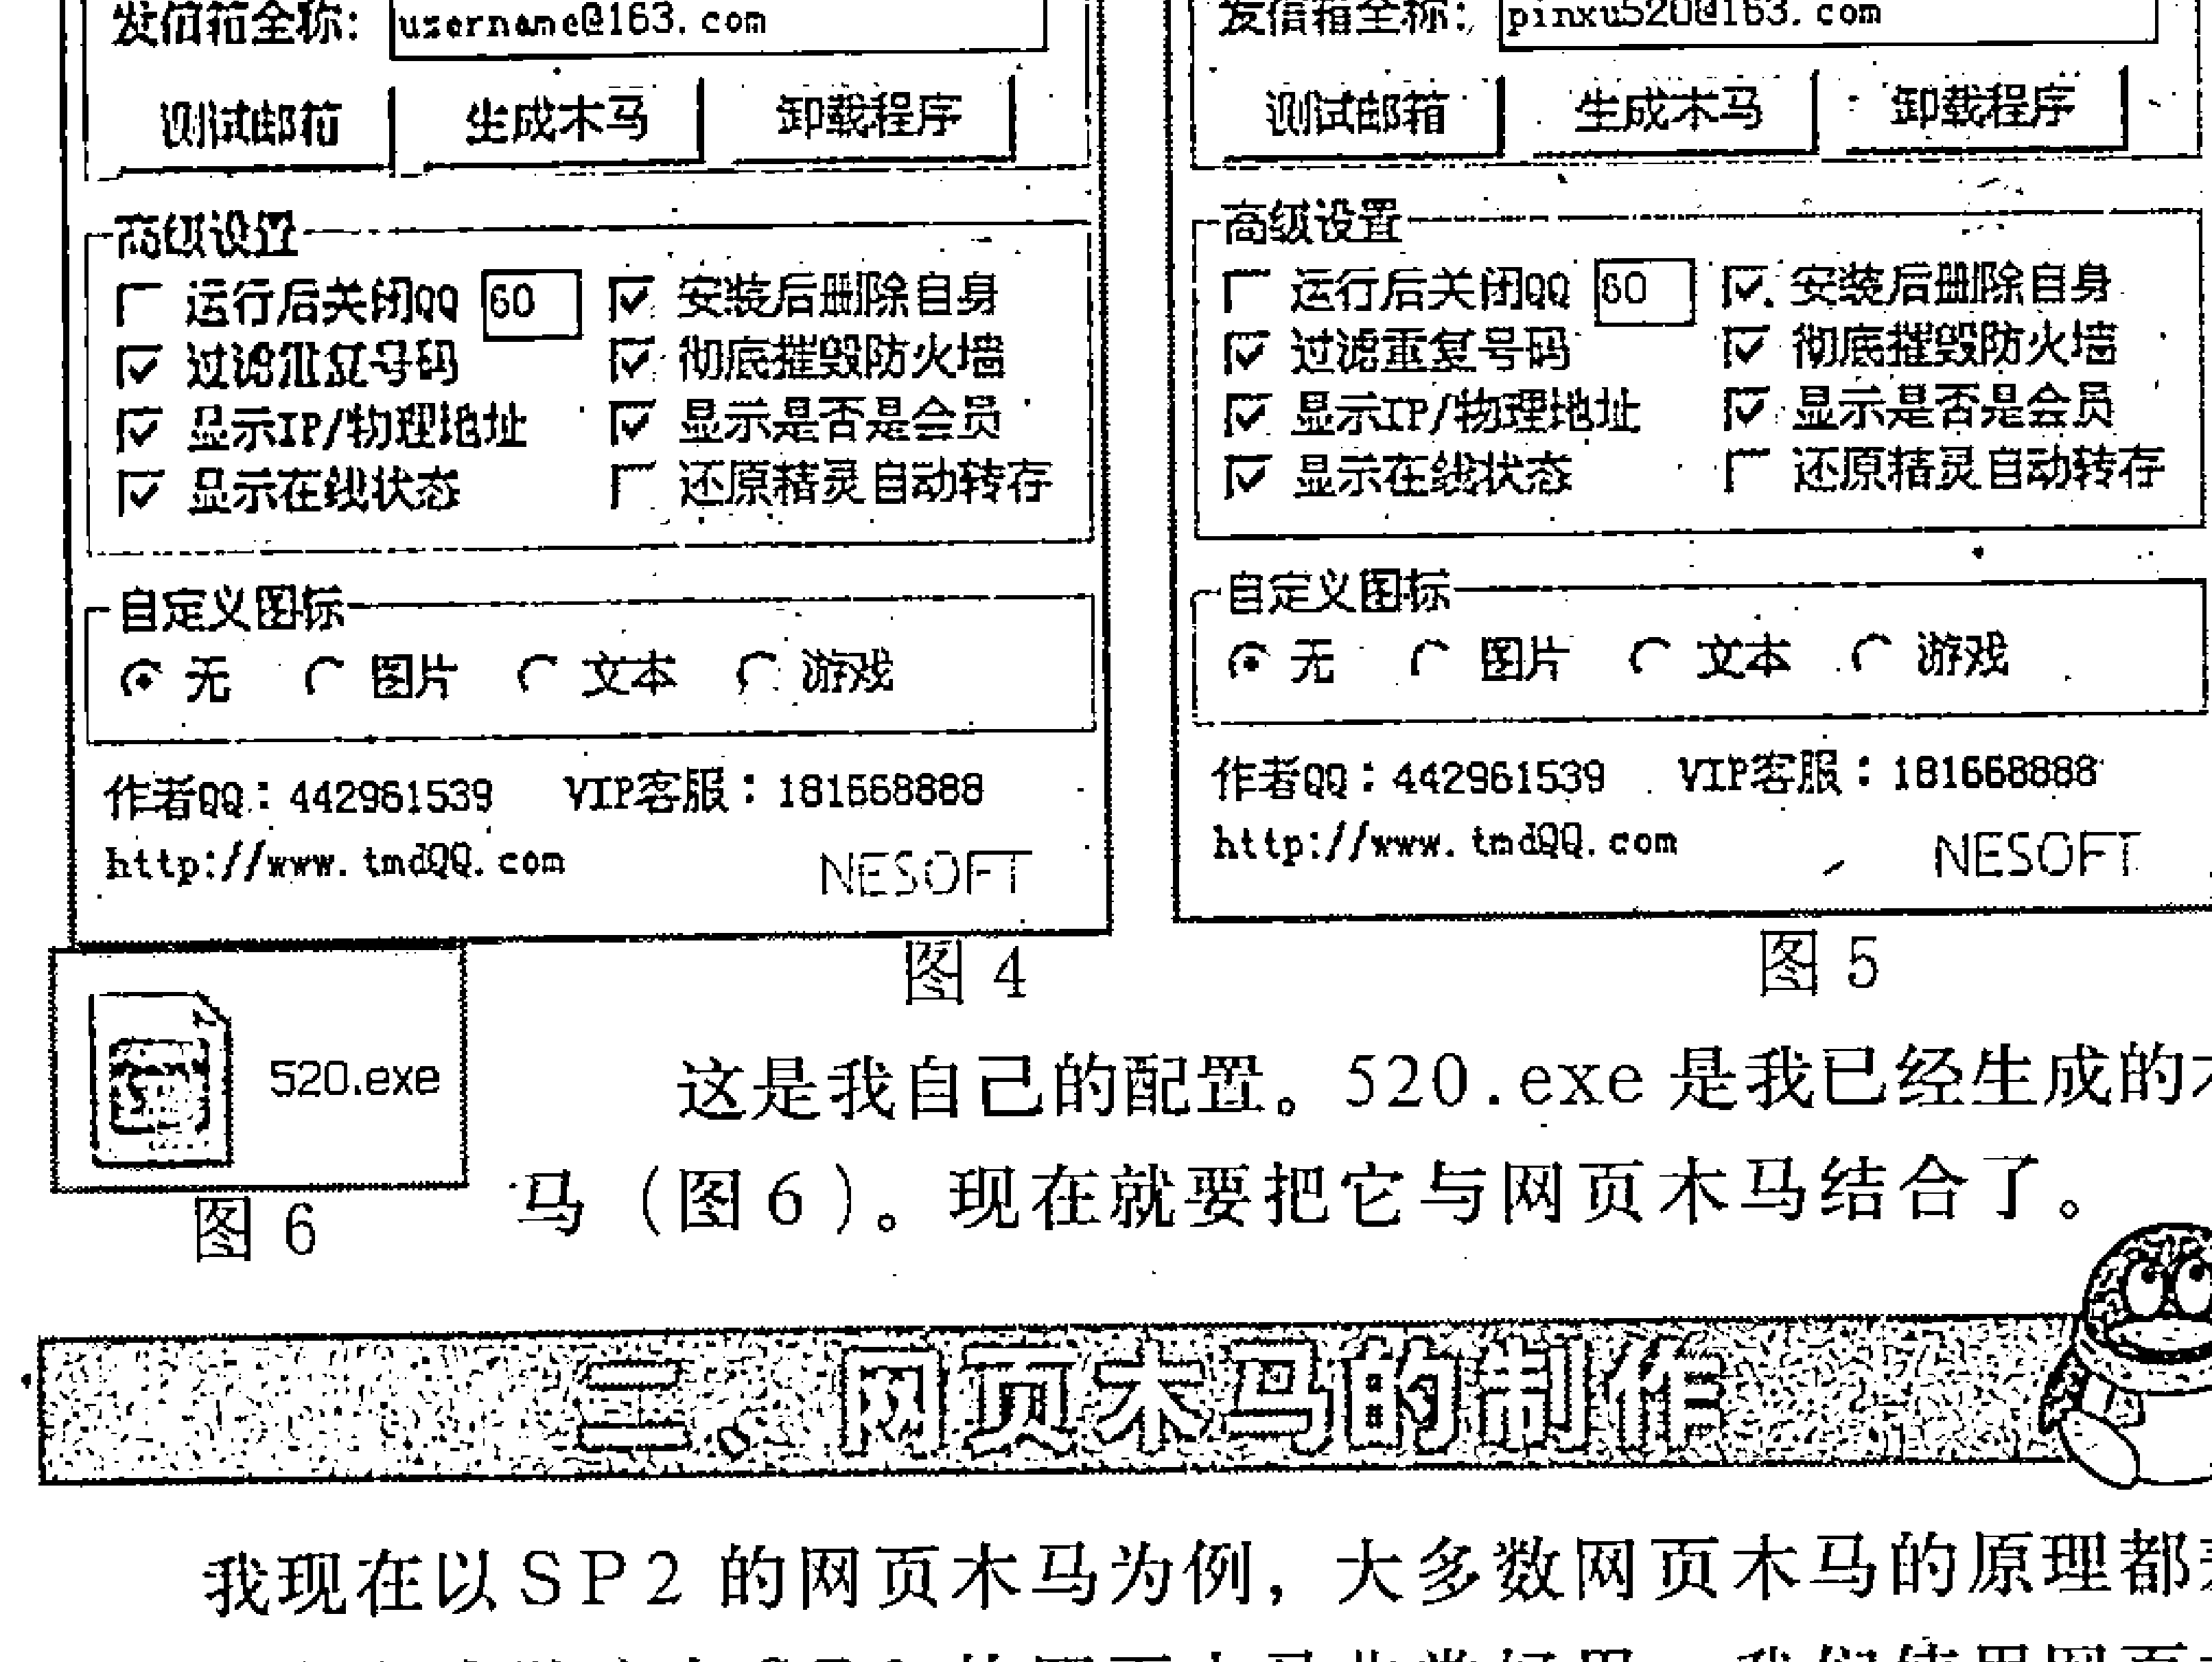 发信箱全称: username@163.com
测试邮箱 生成木马 卸载程序
高级设置
运行后关闭QQ 60 安装后删除自身
过滤重复号码 彻底摧毁防火墙
显示IP/物理地址 显示是否是会员
显示在线状态 还原精灵自动转存
自定义图标
无 图片 文本 游戏
作者QQ：442961539 VIP客服：181668888
http://www.tmdQQ.com NESOFT
图 4
发信箱全称: pinxu520@163.com
测试邮箱 生成木马 卸载程序
高级设置
运行后关闭QQ 60 安装后删除自身
过滤重复号码 彻底摧毁防火墙
显示IP/物理地址 显示是否是会员
显示在线状态 还原精灵自动转存
自定义图标
无 图片 文本 游戏
作者QQ：442961539 VIP客服：181668888
http://www.tmdQQ.com NESOFT
图 5
520.exe
图 6
这是我自己的配置。520.exe 是我已经生成的木
马（图6）。现在就要把它与网页木马结合了。
三、网页木马的制作
我现在以SP2 的网页木马为例，大多数网页木马的原理都